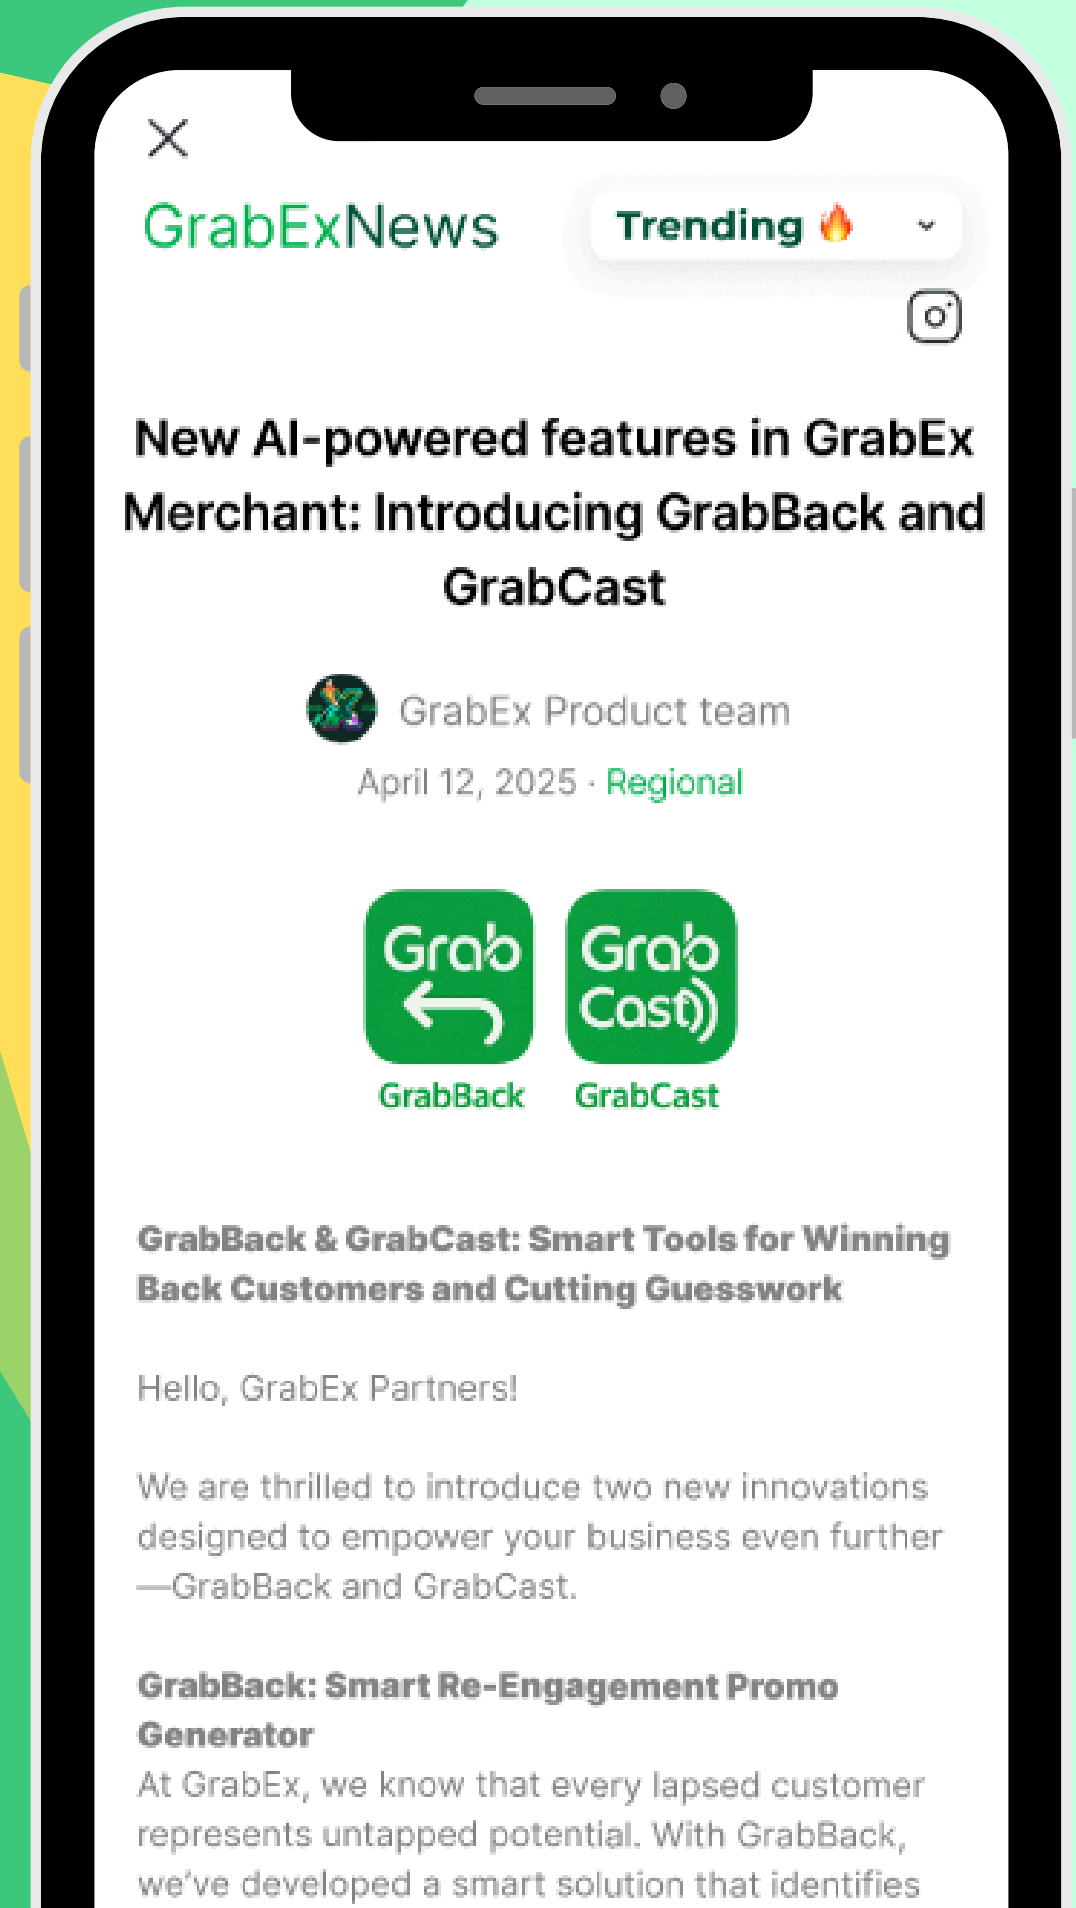 GrabExNews
Trending 🔥
New AI-powered features in GrabEx
Merchant: Introducing GrabBack and
GrabCast
GrabEx Product team
April 12, 2025 · Regional
Grab
Grab
Cast
GrabBack
GrabCast
GrabBack & GrabCast: Smart Tools for Winning
Back Customers and Cutting Guesswork
Hello, GrabEx Partners!
We are thrilled to introduce two new innovations
designed to empower your business even further
—GrabBack and GrabCast.
GrabBack: Smart Re-Engagement Promo
Generator
At GrabEx, we know that every lapsed customer
represents untapped potential. With GrabBack,
we’ve developed a smart solution that identifies